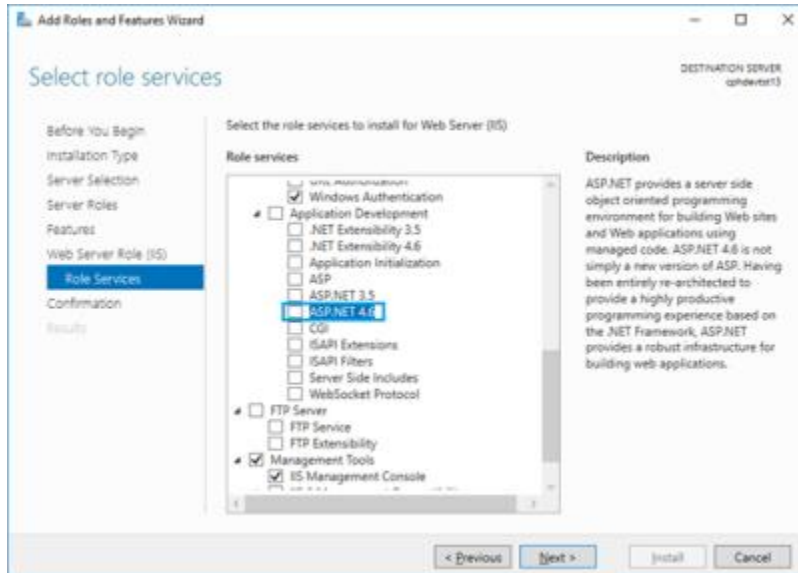 Add Roles and Features Wizard
Select role services
DESTINATION SERVER
Before You Begin
Installation Type
Server Selection
Server Roles
Features
Web Server Role (IIS)
Role Services
Confirmation
Results
Select the role services to install for Web Server (IIS)
Role services
Windows Authentication
Application Development
.NET Extensibility 3.5
.NET Extensibility 4.6
Application Initialization
ASP
ASP.NET 3.5
ASP.NET 4.6
CGI
ISAPI Extensions
ISAPI Filters
Server Side Includes
WebSocket Protocol
FTP Server
FTP Service
FTP Extensibility
Management Tools
IIS Management Console
Description
ASP.NET provides a server side
object oriented programming
environment for building Web sites
and Web applications using
managed code. ASP.NET 4.6 is not
simply a new version of ASP. Having
been entirely re-architected to
provide a highly productive
programming experience based on
the .NET Framework, ASP.NET
provides a robust infrastructure for
building web applications.
< Previous
Next >
Install
Cancel